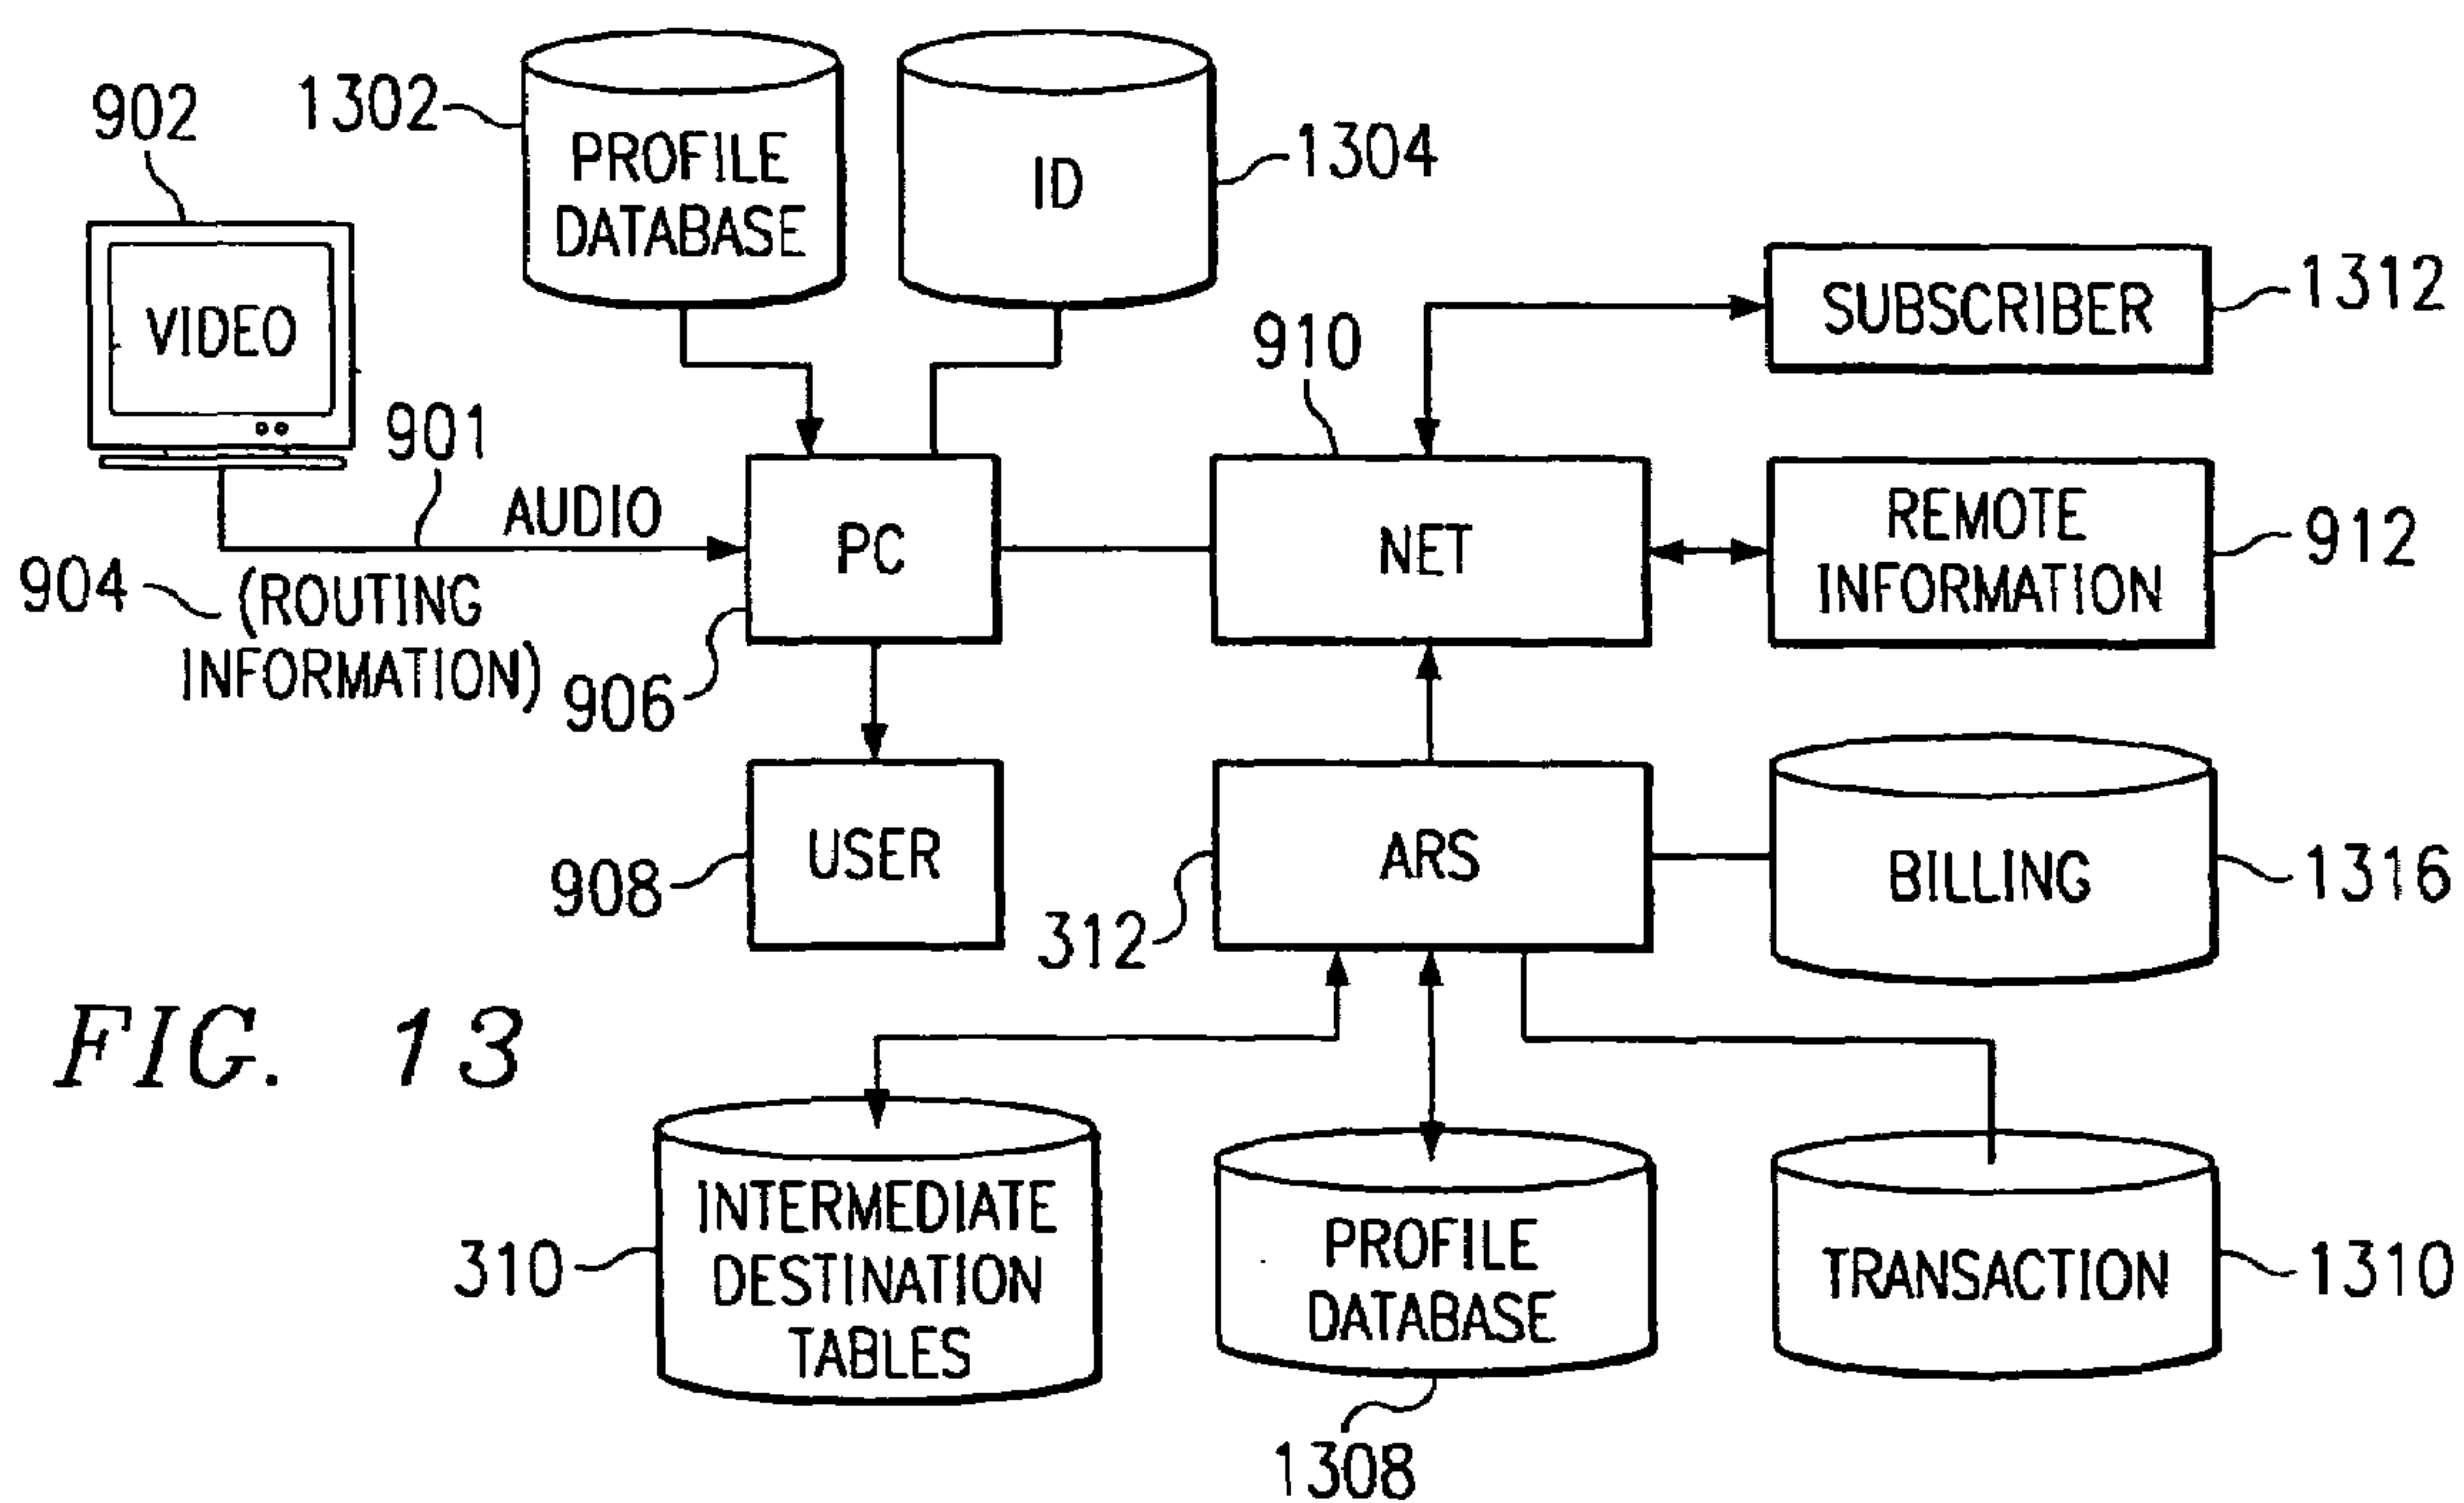 902
1302
PROFILE
DATABASE
ID
1304
VIDEO
901
AUDIO
904
(ROUTING
INFORMATION)
906
PC
910
NET
SUBSCRIBER
1312
REMOTE
INFORMATION
912
USER
908
ARS
312
BILLING
1316
FIG. 13
310
INTERMEDIATE
DESTINATION
TABLES
PROFILE
DATABASE
1308
TRANSACTION
1310